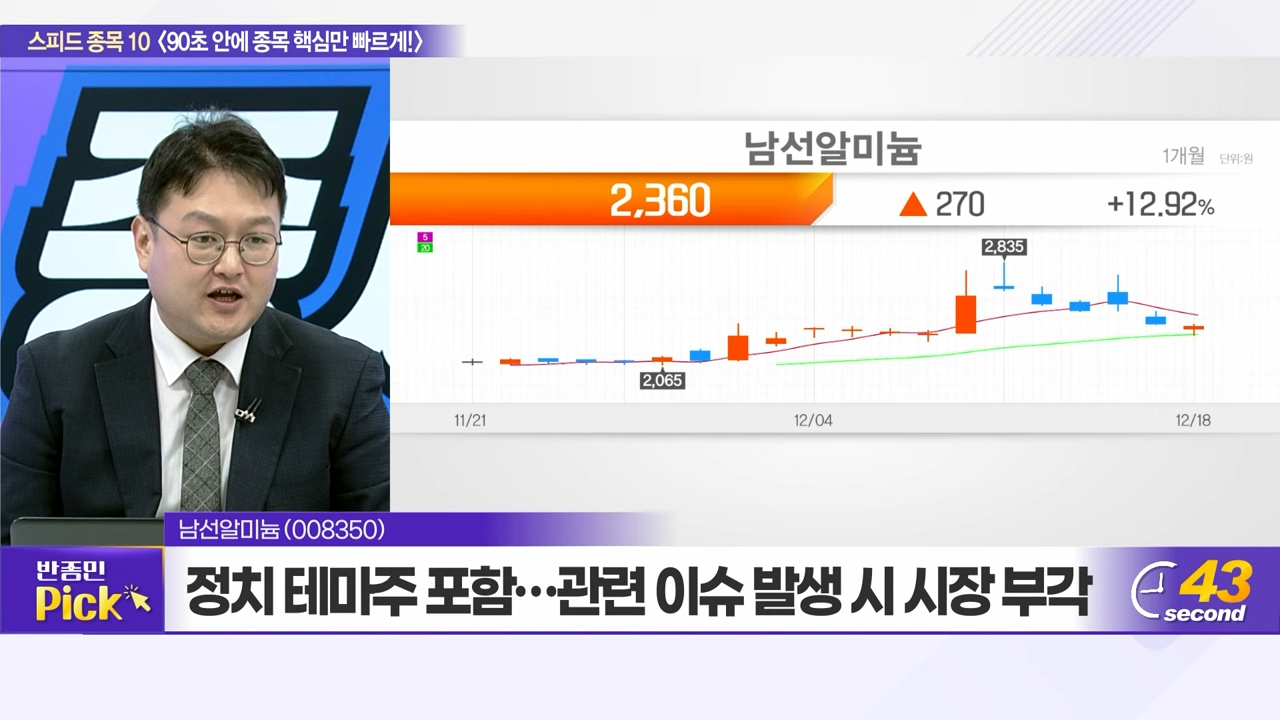 스피드 종목 10 〈90초 안에 종목 핵심만 빠르게!〉
남선알미늄
1개월 단위:원
2,360 ▲ 270 +12.92%
5
20
2,835
2,065
11/21 12/04 12/18
남선알미늄(008350)
반종민
Pick
정치 테마주 포함…관련 이슈 발생 시 시장 부각
43
second